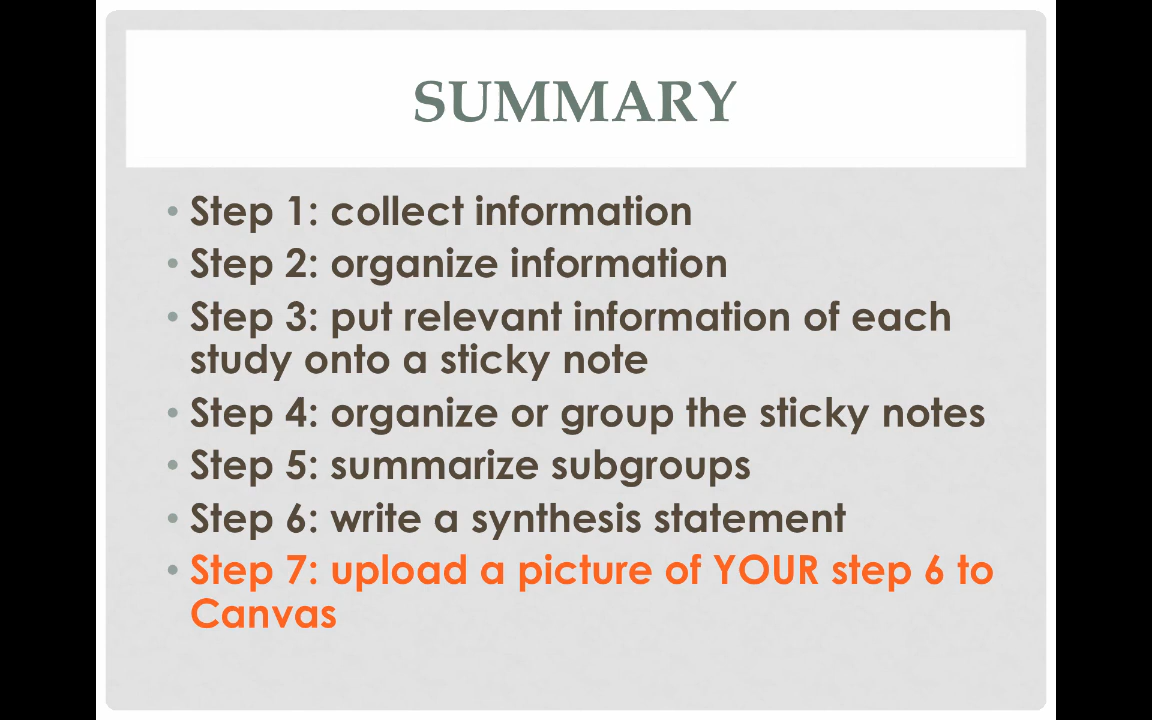 SUMMARY
• Step 1: collect information
• Step 2: organize information
• Step 3: put relevant information of each
study onto a sticky note
• Step 4: organize or group the sticky notes
• Step 5: summarize subgroups
• Step 6: write a synthesis statement
• Step 7: upload a picture of YOUR step 6 to
Canvas